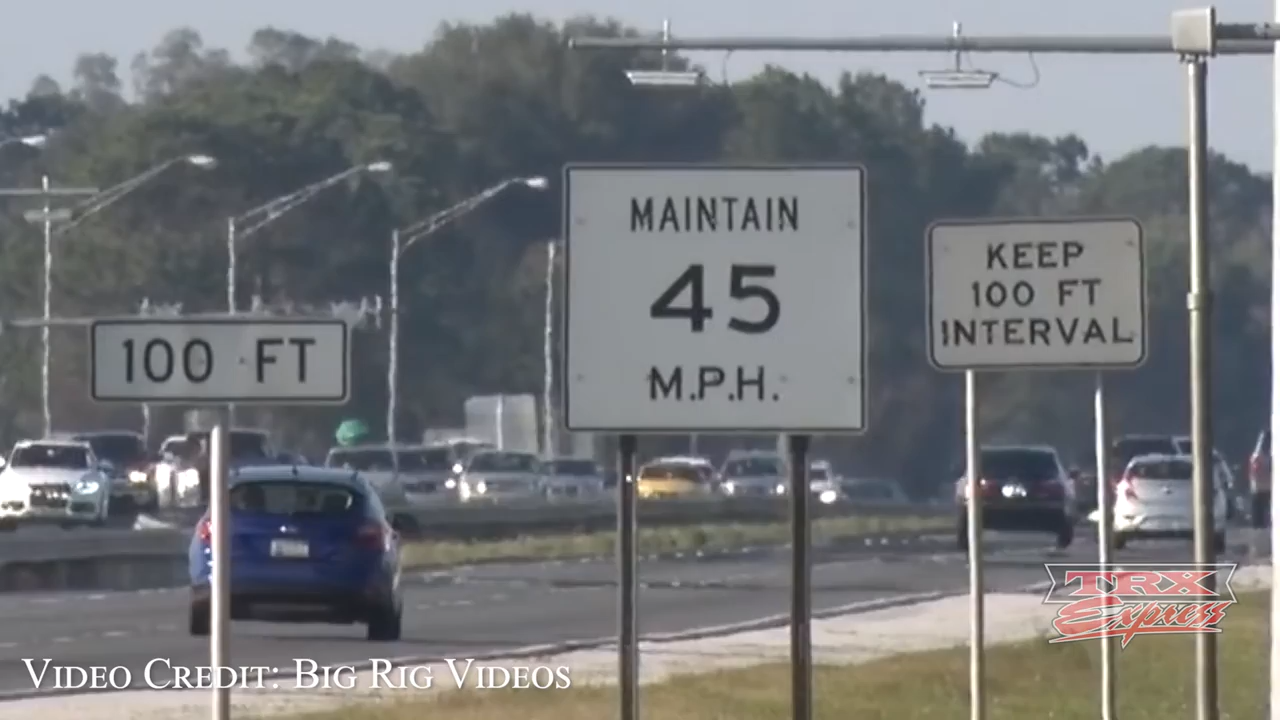 100 FT
MAINTAIN
45
M.P.H.
KEEP
100 FT
INTERVAL
TRX
Express
VIDEO CREDIT: BIG RIG VIDEOS